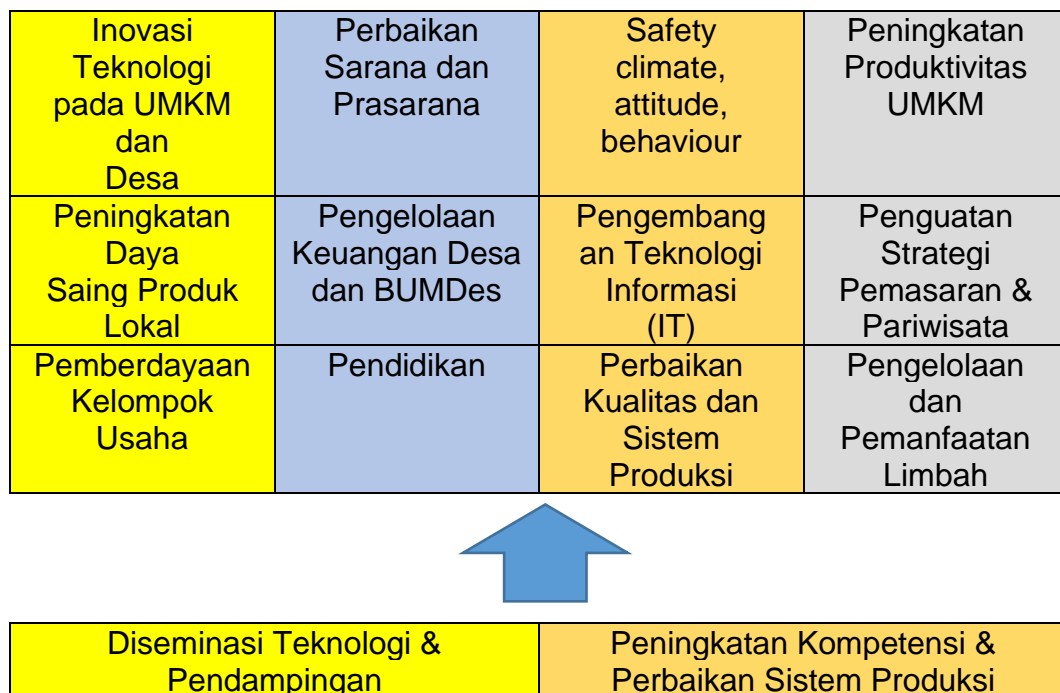 Inovasi
Teknologi
pada UMKM
dan
Desa
Perbaikan
Sarana dan
Prasarana
Safety
climate,
attitude,
behaviour
Peningkatan
Produktivitas
UMKM
Peningkatan
Daya
Saing Produk
Lokal
Pengelolaan
Keuangan Desa
dan BUMDes
Pengembang
an Teknologi
Informasi
(IT)
Penguatan
Strategi
Pemasaran &
Pariwisata
Pemberdayaan
Kelompok
Usaha
Pendidikan
Perbaikan
Kualitas dan
Sistem
Produksi
Pengelolaan
dan
Pemanfaatan
Limbah
Diseminasi Teknologi &
Pendampingan
Peningkatan Kompetensi &
Perbaikan Sistem Produksi